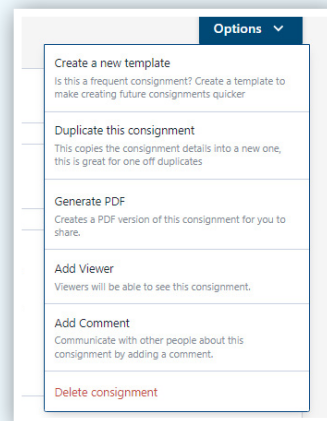 Options
Create a new template
Is this a frequent consignment? Create a template to
make creating future consignments quicker
Duplicate this consignment
This copies the consignment details into a new one,
this is great for one off duplicates
Generate PDF
Creates a PDF version of this consignment for you to
share.
Add Viewer
Viewers will be able to see this consignment.
Add Comment
Communicate with other people about this
consignment by adding a comment.
Delete consignment